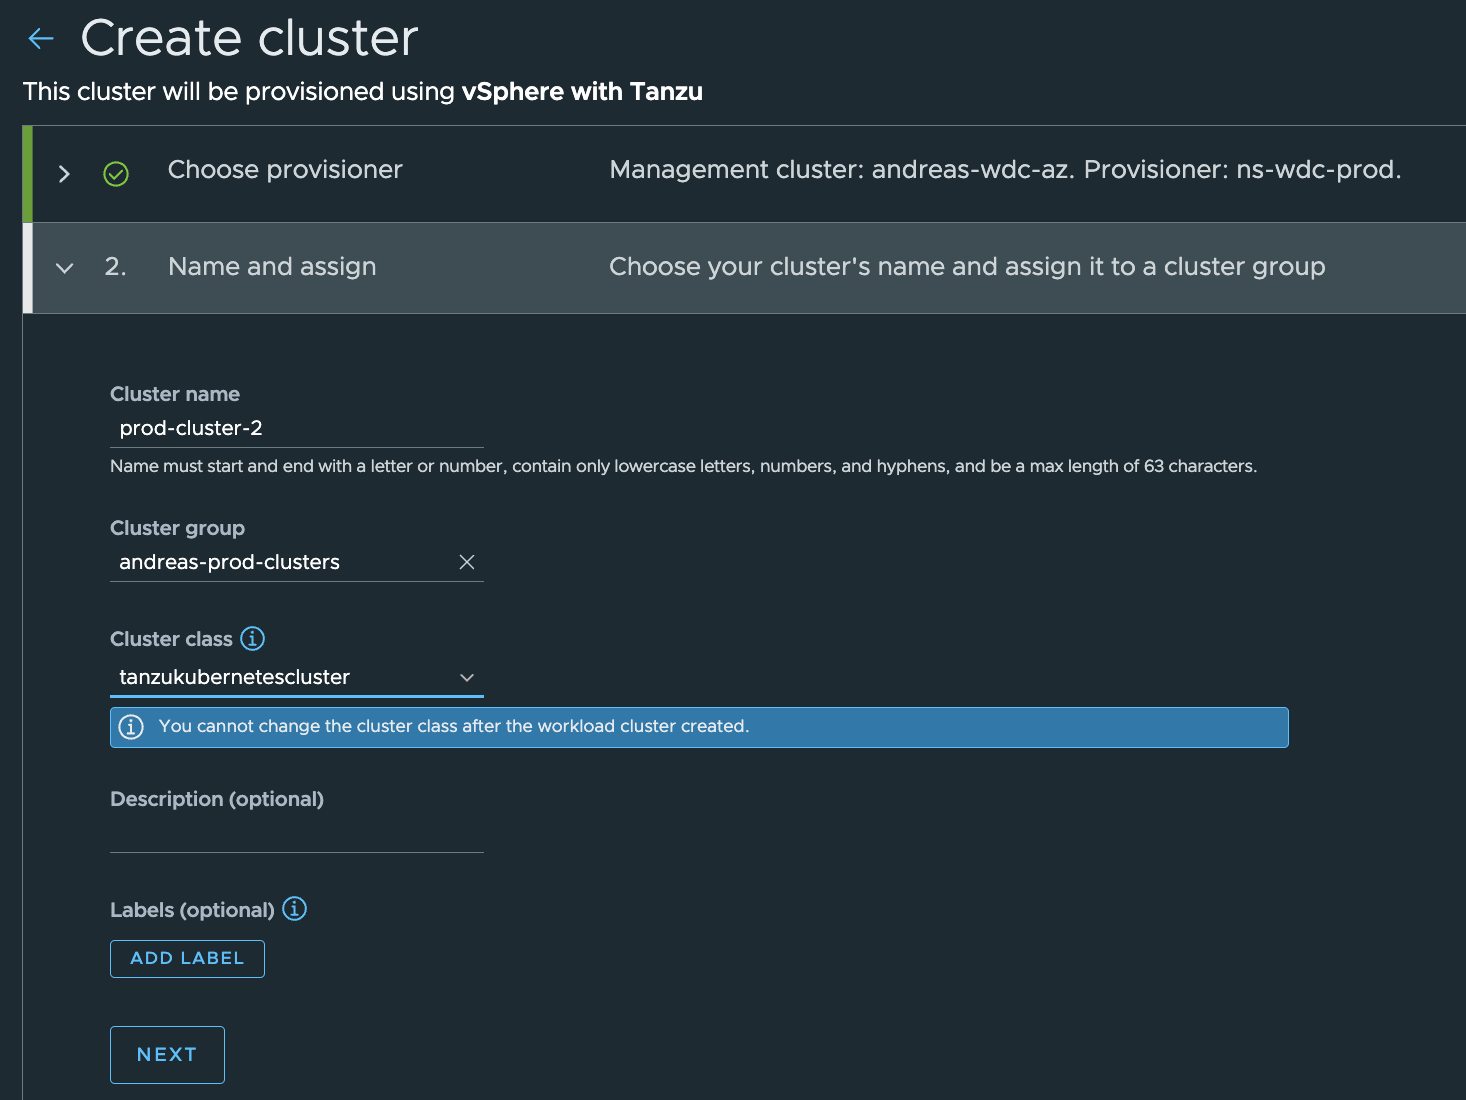 Create cluster
This cluster will be provisioned using vSphere with Tanzu
Choose provisioner Management cluster: andreas-wdc-az. Provisioner: ns-wdc-prod.
2. Name and assign Choose your cluster's name and assign it to a cluster group
Cluster name
prod-cluster-2
Name must start and end with a letter or number, contain only lowercase letters, numbers, and hyphens, and be a max length of 63 characters.
Cluster group
andreas-prod-clusters
Cluster class
tanzukubernetescluster
You cannot change the cluster class after the workload cluster created.
Description (optional)
Labels (optional)
ADD LABEL
NEXT